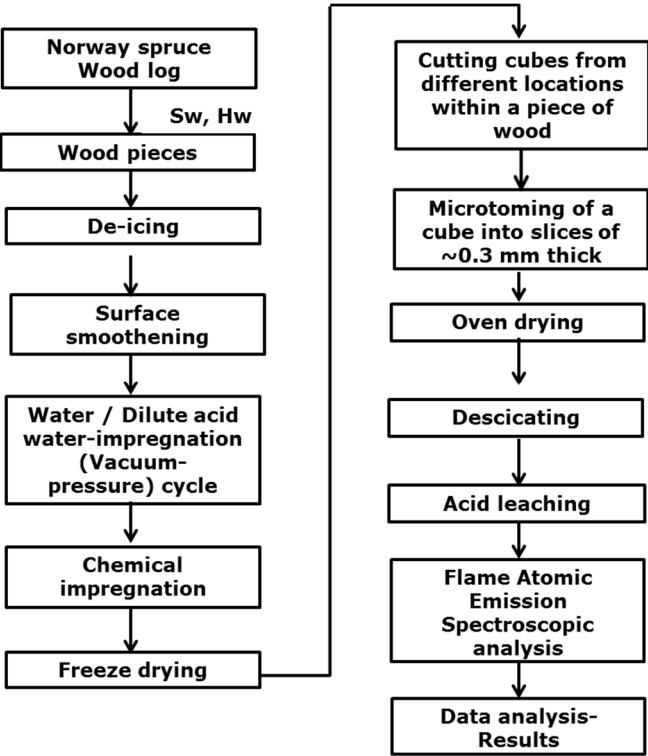 Norway spruce
Wood log
Sw, Hw
Wood pieces
De-icing
Surface
smoothening
Water / Dilute acid
water-impregnation
(Vacuum-
pressure) cycle
Chemical
impregnation
Freeze drying
Cutting cubes from
different locations
within a piece of
wood
Microtoming of a
cube into slices of
~0.3 mm thick
Oven drying
Descicating
Acid leaching
Flame Atomic
Emission
Spectroscopic
analysis
Data analysis-
Results